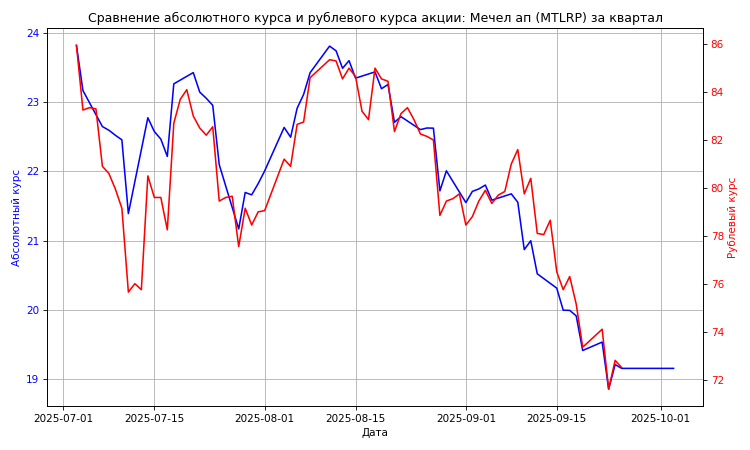 Сравнение абсолютного курса и рублевого курса акции: Мечел ап (MTLRP) за квартал
24
23
22
21
20
19
Абсолютный курс
86
84
82
80
78
76
74
72
Рублевый курс
2025-07-01 2025-07-15 2025-08-01 2025-08-15 2025-09-01 2025-09-15 2025-10-01
Дата